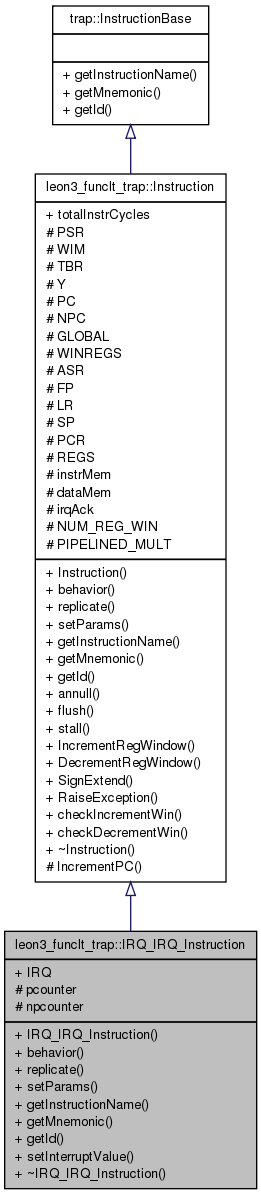 trap::InstructionBase
+ getInstructionName()
+ getMnemonic()
+ getId()
leon3_funclt_trap::Instruction
+ totalInstrCycles
# PSR
# WIM
# TBR
# Y
# PC
# NPC
# GLOBAL
# WINREGS
# ASR
# FP
# LR
# SP
# PCR
# REGS
# instrMem
# dataMem
# irqAck
# NUM_REG_WIN
# PIPELINED_MULT
+ Instruction()
+ behavior()
+ replicate()
+ setParams()
+ getInstructionName()
+ getMnemonic()
+ getId()
+ annull()
+ flush()
+ stall()
+ IncrementRegWindow()
+ DecrementRegWindow()
+ SignExtend()
+ RaiseException()
+ checkIncrementWin()
+ checkDecrementWin()
+ ~Instruction()
# IncrementPC()
leon3_funclt_trap::IRQ_IRQ_Instruction
+ IRQ
# pcounter
# npcounter
+ IRQ_IRQ_Instruction()
+ behavior()
+ replicate()
+ setParams()
+ getInstructionName()
+ getMnemonic()
+ getId()
+ setInterruptValue()
+ ~IRQ_IRQ_Instruction()